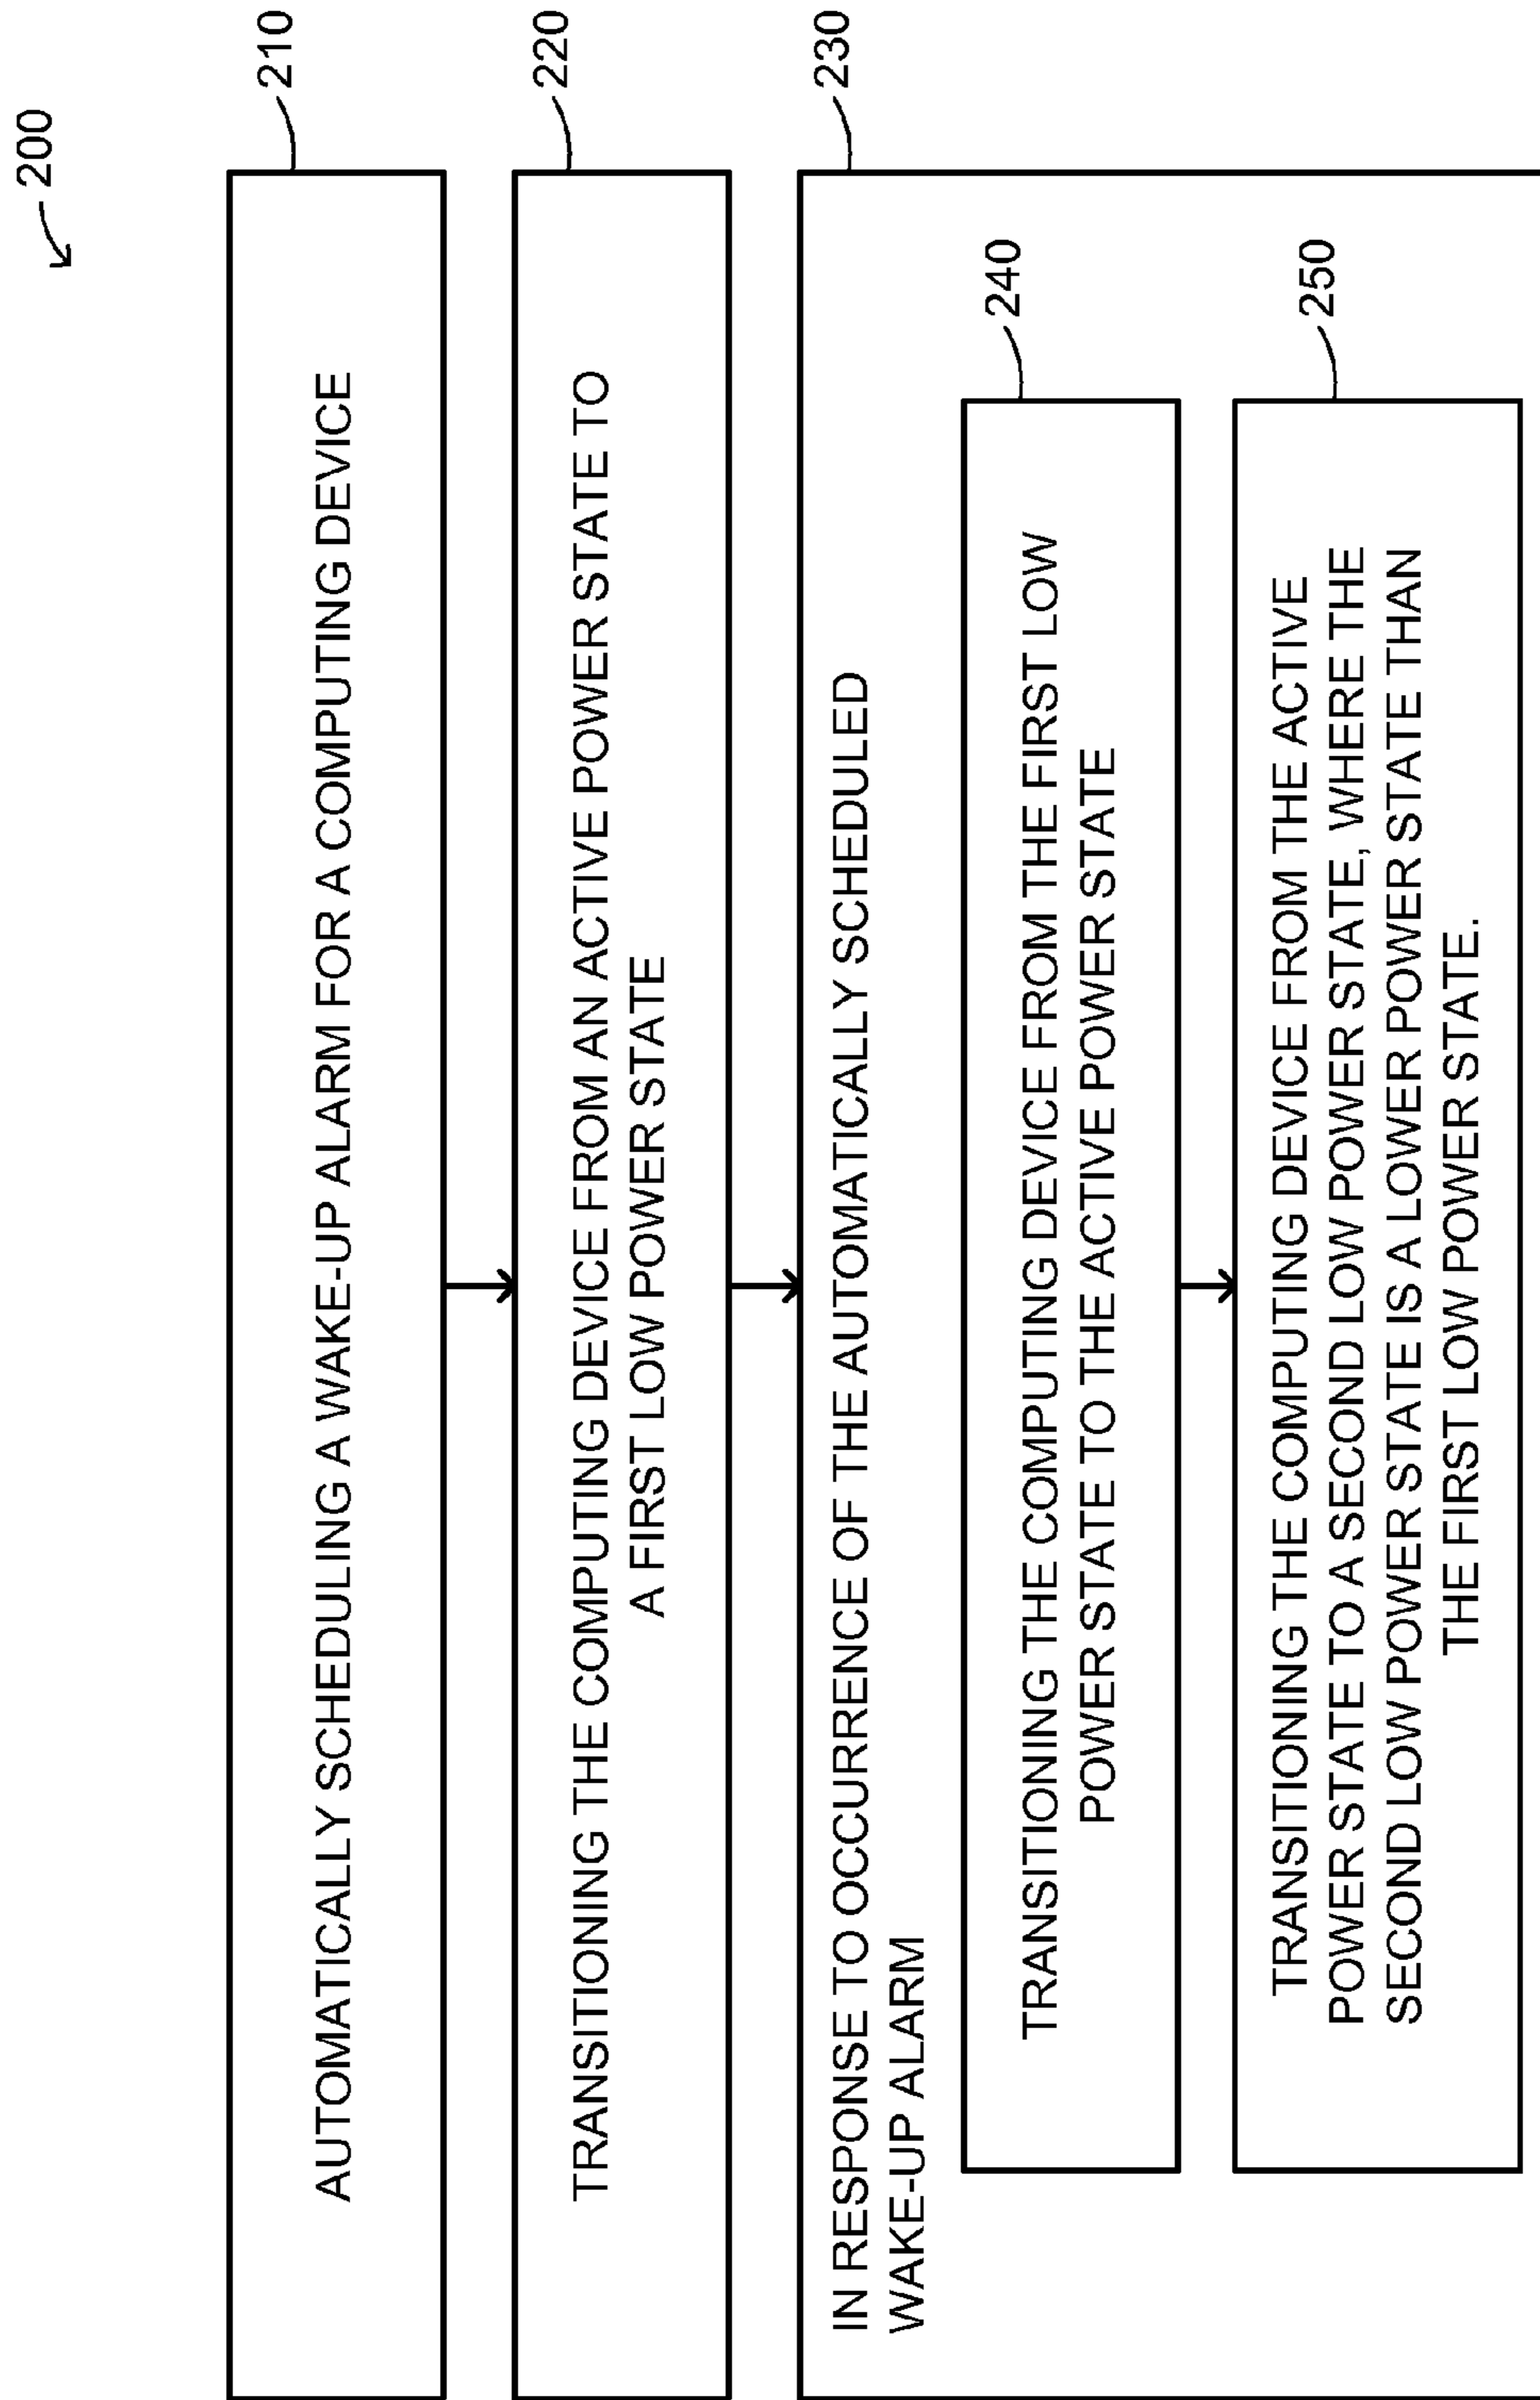 200
210
AUTOMATICALLY SCHEDULING A WAKE-UP ALARM FOR A COMPUTING DEVICE
220
TRANSITIONING THE COMPUTING DEVICE FROM AN ACTIVE POWER STATE TO
A FIRST LOW POWER STATE
230
IN RESPONSE TO OCCURRENCE OF THE AUTOMATICALLY SCHEDULED
WAKE-UP ALARM
240
TRANSITIONING THE COMPUTING DEVICE FROM THE FIRST LOW
POWER STATE TO THE ACTIVE POWER STATE
250
TRANSITIONING THE COMPUTING DEVICE FROM THE ACTIVE
POWER STATE TO A SECOND LOW POWER STATE, WHERE THE
SECOND LOW POWER STATE IS A LOWER POWER STATE THAN
THE FIRST LOW POWER STATE.